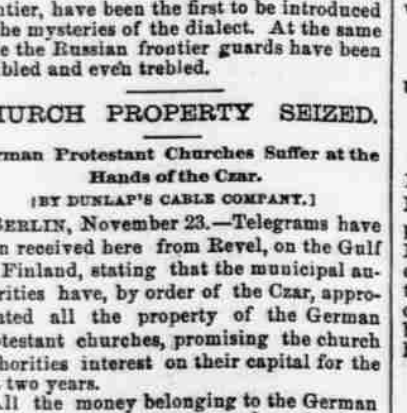 ntier, have been the first to be introduced
he mysteries of the dialect. At the same
e the Russian frontier guards have been
bled and even trebled.
HURCH PROPERTY SEIZED.
rman Protestant Churches Suffer at the
Hands of the Czar.
[BY DUNLAP'S CABLE COMPANY.]
BERLIN, November 23.—Telegrams have
n received here from Revel, on the Gulf
Finland, stating that the municipal au-
rities have, by order of the Czar, appro-
ated all the property of the German
testant churches, promising the church
horities interest on their capital for the
two years.
All the money belonging to the German